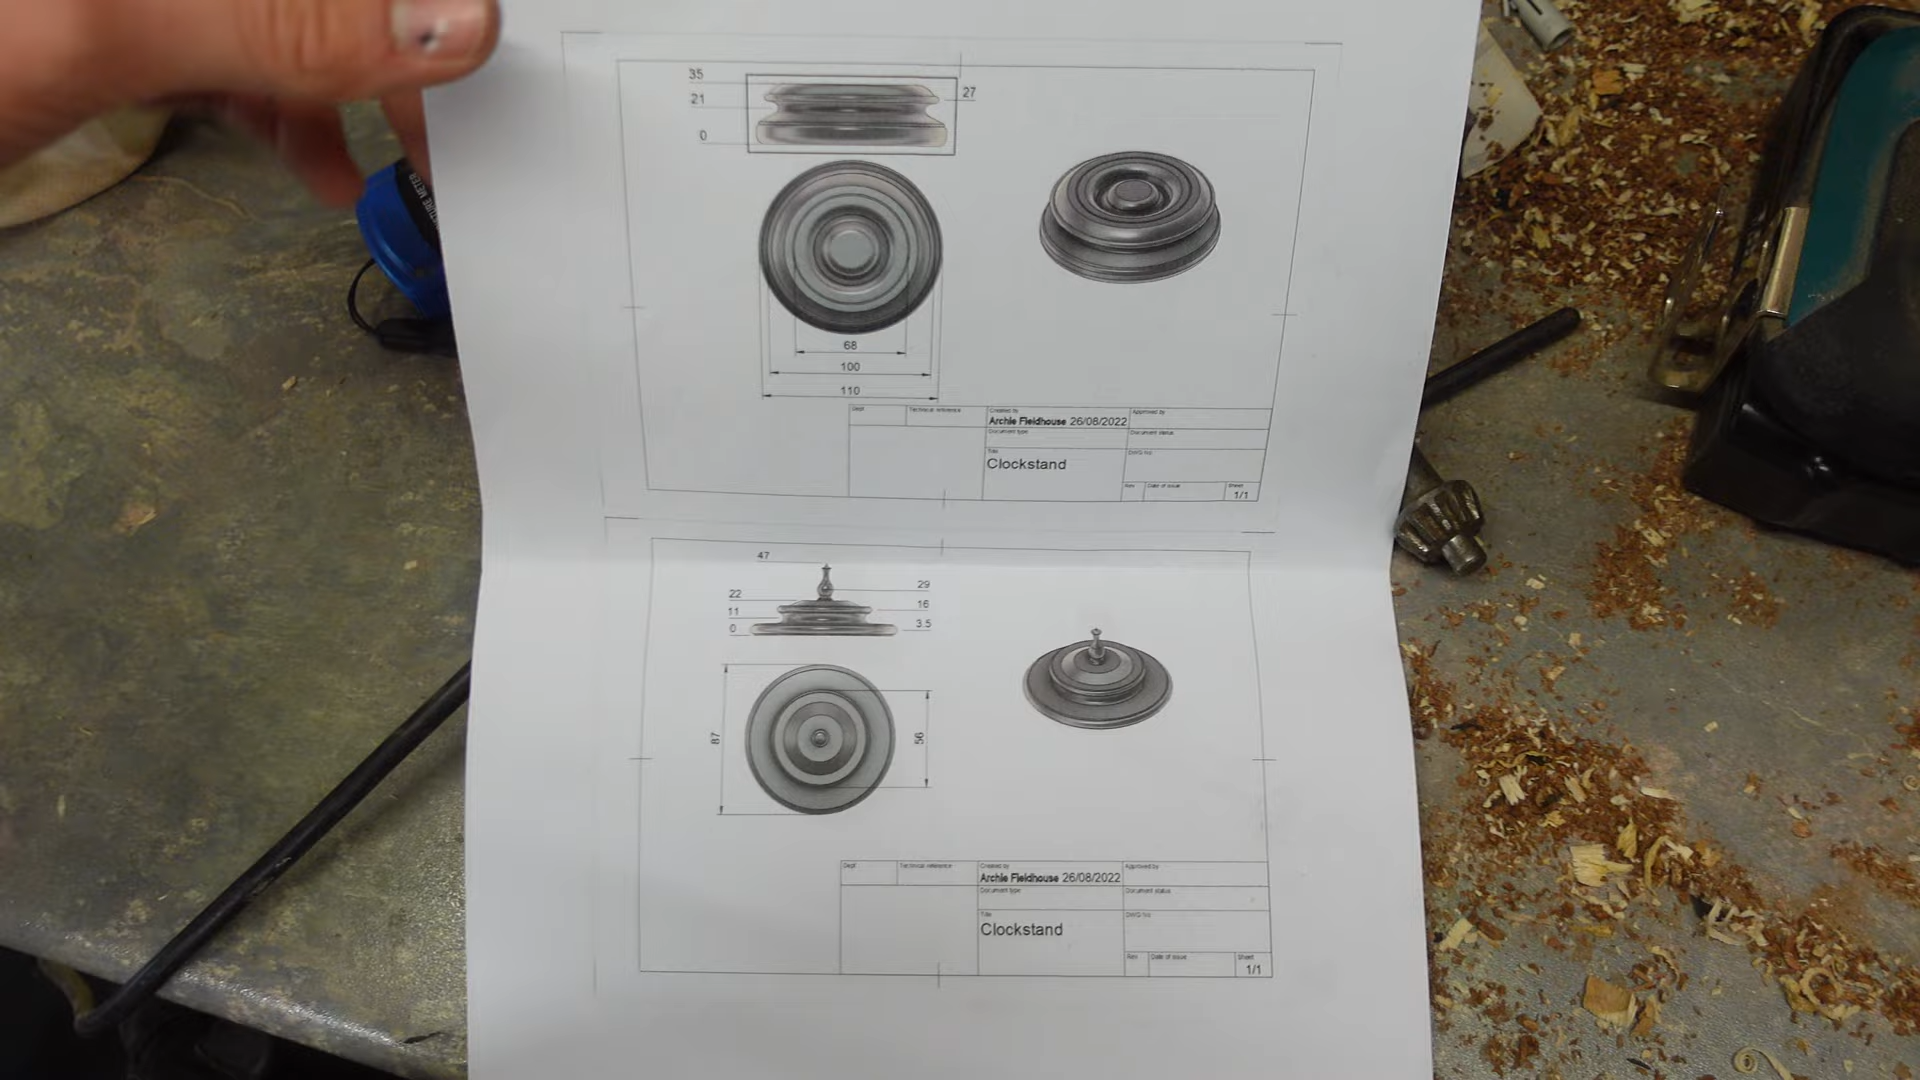 35
21
27
0
68
100
110
Dept
Technical reference
Created by
Approved by
Archie Fieldhouse 26/08/2022
Document type
Document status
Title
DWG No
Clockstand
Rev
Date of issue
Sheet
1/1
47
29
22
16
11
3.5
0
87
56
Dept
Technical reference
Created by
Approved by
Archie Fieldhouse 26/08/2022
Document type
Document status
Title
DWG No
Clockstand
Rev
Date of issue
Sheet
1/1